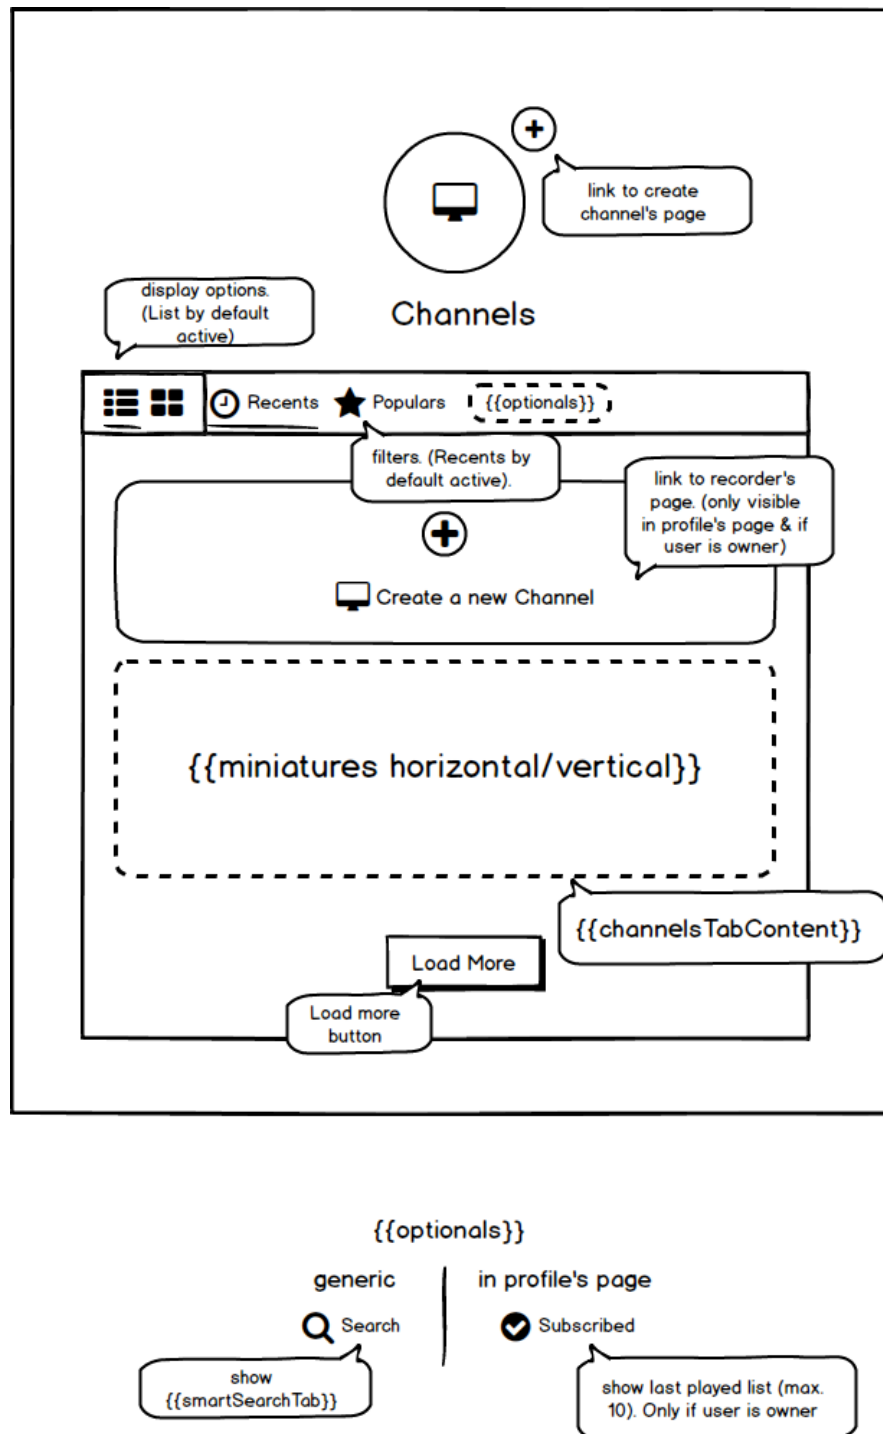 link to create
channel's page
display options.
(List by default
active)
Channels
Recents
Populars
{{optionals}}
filters. (Recents by
default active).
link to recorder's
page. (only visible
in profile's page & if
user is owner)
Create a new Channel
{{miniatures horizontal/vertical}}
{{channelsTabContent}}
Load More
Load more
button
{{optionals}}
generic
in profile's page
Search
Subscribed
show
{{smartSearchTab}}
show last played list (max.
10). Only if user is owner